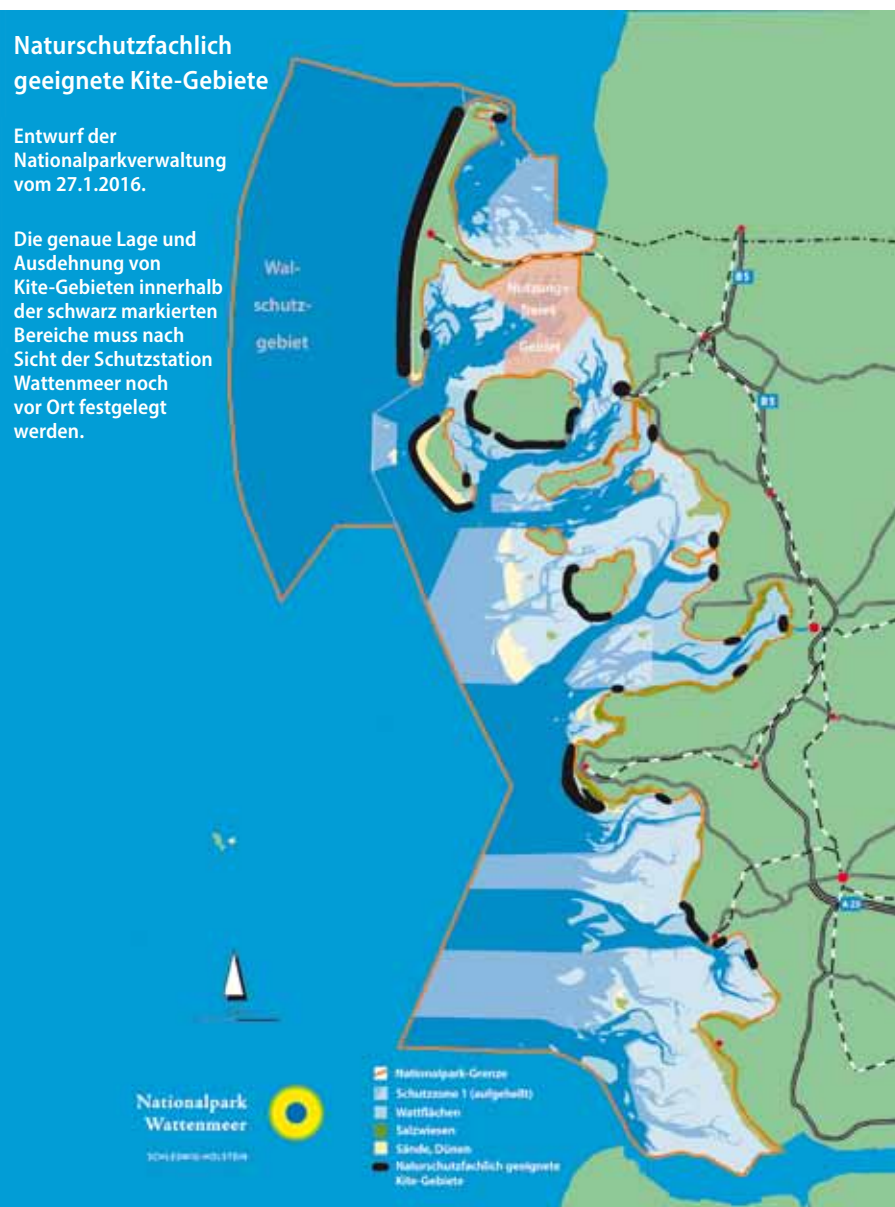 Naturschutzfachlich
geeignete Kite-Gebiete
Entwurf der
Nationalparkverwaltung
vom 27.1.2016.
Die genaue Lage und
Ausdehnung von
Kite-Gebieten innerhalb
der schwarz markierten
Bereiche muss nach
Sicht der Schutzstation
Wattenmeer noch
vor Ort festgelegt
werden.
Wal-
schutz-
gebiet
Nutzungs-
freies
Gebiet
B 5
B 5
A 23
Nationalpark
Wattenmeer
SCHLESWIG-HOLSTEIN
Nationalpark-Grenze
Schutzzone 1 (aufgehellt)
Wattflächen
Salzwiesen
Sände, Dünen
Naturschutzfachlich geeignete
Kite-Gebiete